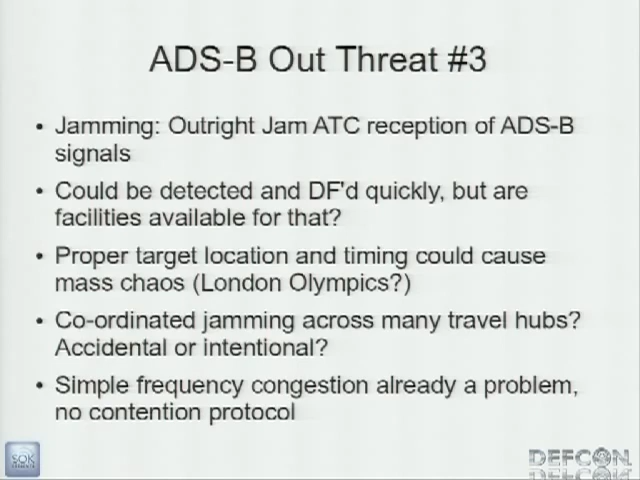 ADS-B Out Threat #3
• Jamming: Outright Jam ATC reception of ADS-B
signals
• Could be detected and DF'd quickly, but are
facilities available for that?
• Proper target location and timing could cause
mass chaos (London Olympics?)
• Co-ordinated jamming across many travel hubs?
Accidental or intentional?
• Simple frequency congestion already a problem,
no contention protocol
SOK
DEFCON